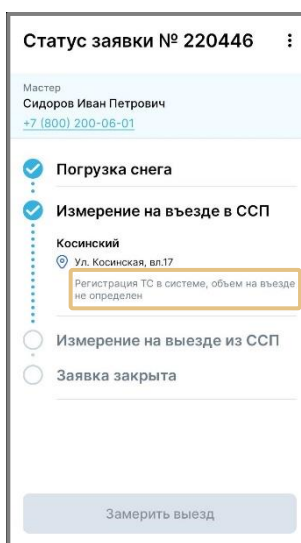 Статус заявки № 220446
Мастер
Сидоров Иван Петрович
+7 (800) 200-06-01
Погрузка снега
Измерение на въезде в ССП
Косинский
Ул. Косинская, вл.17
Регистрация ТС в системе, объем на въезде
не определен
Измерение на выезде из ССП
Заявка закрыта
Замерить выезд